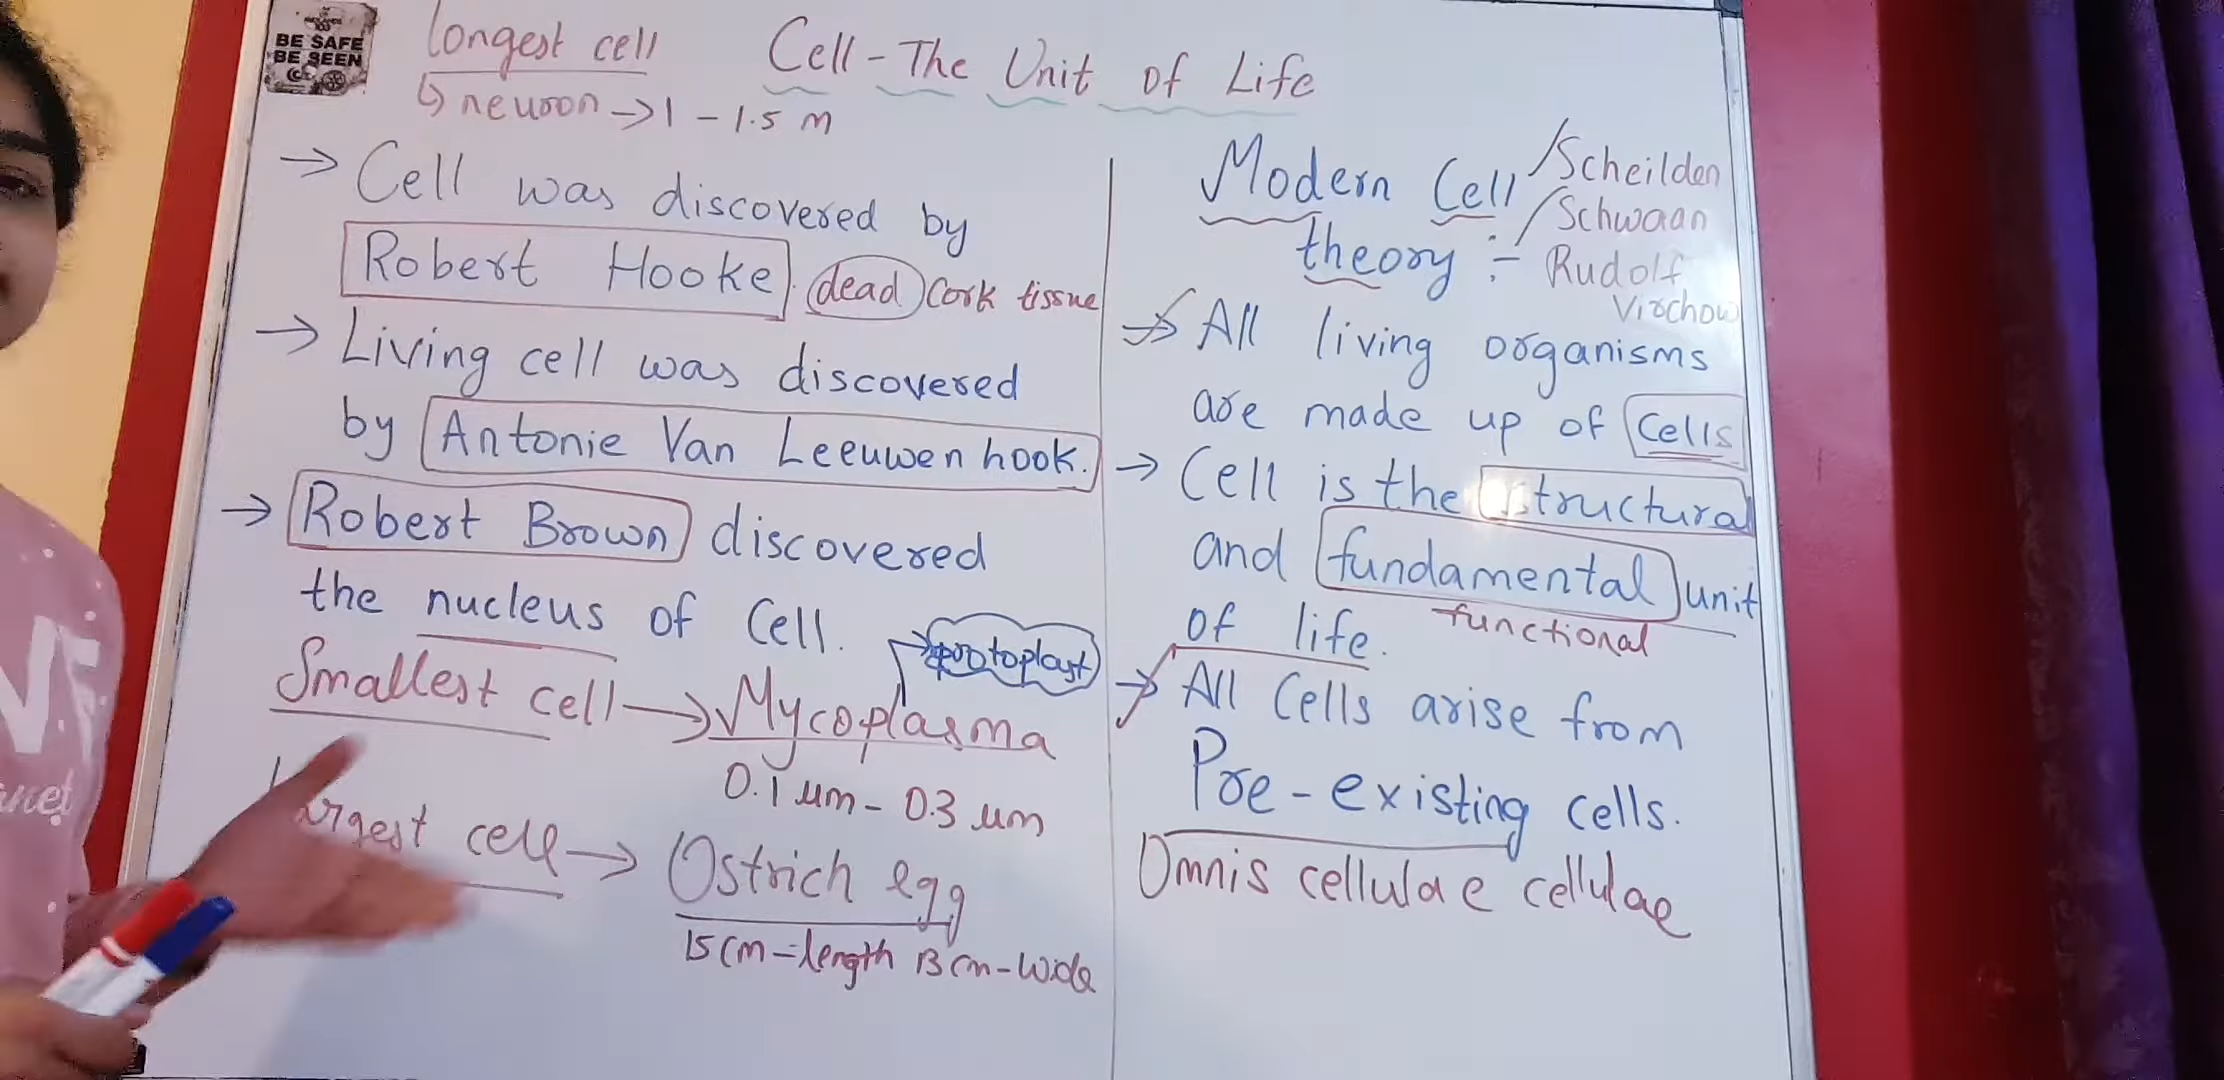 BE SAFE
BE SEEN
Longest cell
↳ neuron → 1 - 1.5 m
Cell - The Unit of Life
→ Cell was discovered by
Robert Hooke. dead cork tissue
→ Living cell was discovered
by Antonie Van Leeuwenhook.
→ Robert Brown discovered
the nucleus of Cell.
protoplast
Smallest cell → Mycoplasma
0.1 um - 0.3 um
Largest cell → Ostrich egg
15 cm = length 13 cm - wide
Modern Cell / Scheilden
/ Schwaan
theory :- Rudolf
Virchow
→ All living organisms
are made up of Cells
→ Cell is the structural
and fundamental unit
functional
of life.
→ All Cells arise from
Pre-existing cells.
Omnis cellulae cellulae